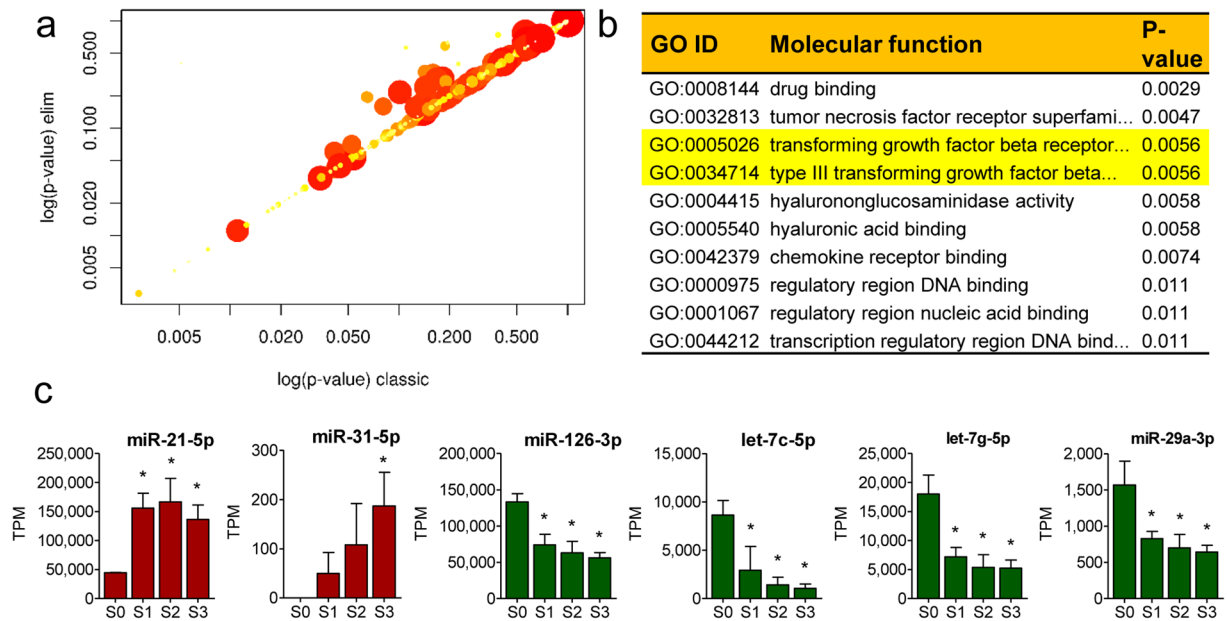 a
log(p-value) elim
0.500
0.100
0.020
0.005
0.005
0.020
0.050
0.200
0.500
log(p-value) classic
b
GO ID Molecular function P-value
GO:0008144 drug binding 0.0029
GO:0032813 tumor necrosis factor receptor superfami... 0.0047
GO:0005026 transforming growth factor beta receptor... 0.0056
GO:0034714 type III transforming growth factor beta... 0.0056
GO:0004415 hyalurononglucosaminidase activity 0.0058
GO:0005540 hyaluronic acid binding 0.0058
GO:0042379 chemokine receptor binding 0.0074
GO:0000975 regulatory region DNA binding 0.011
GO:0001067 regulatory region nucleic acid binding 0.011
GO:0044212 transcription regulatory region DNA bind... 0.011
c
miR-21-5p
TPM
250,000
200,000
150,000
100,000
50,000
0
* * *
S0 S1 S2 S3
miR-31-5p
TPM
300
200
100
0
*
S0 S1 S2 S3
miR-126-3p
TPM
200,000
150,000
100,000
50,000
0
* * *
S0 S1 S2 S3
let-7c-5p
TPM
15,000
10,000
5,000
0
* * *
S0 S1 S2 S3
let-7g-5p
TPM
25,000
20,000
15,000
10,000
5,000
0
* * *
S0 S1 S2 S3
miR-29a-3p
TPM
2,000
1,500
1,000
500
0
* * *
S0 S1 S2 S3